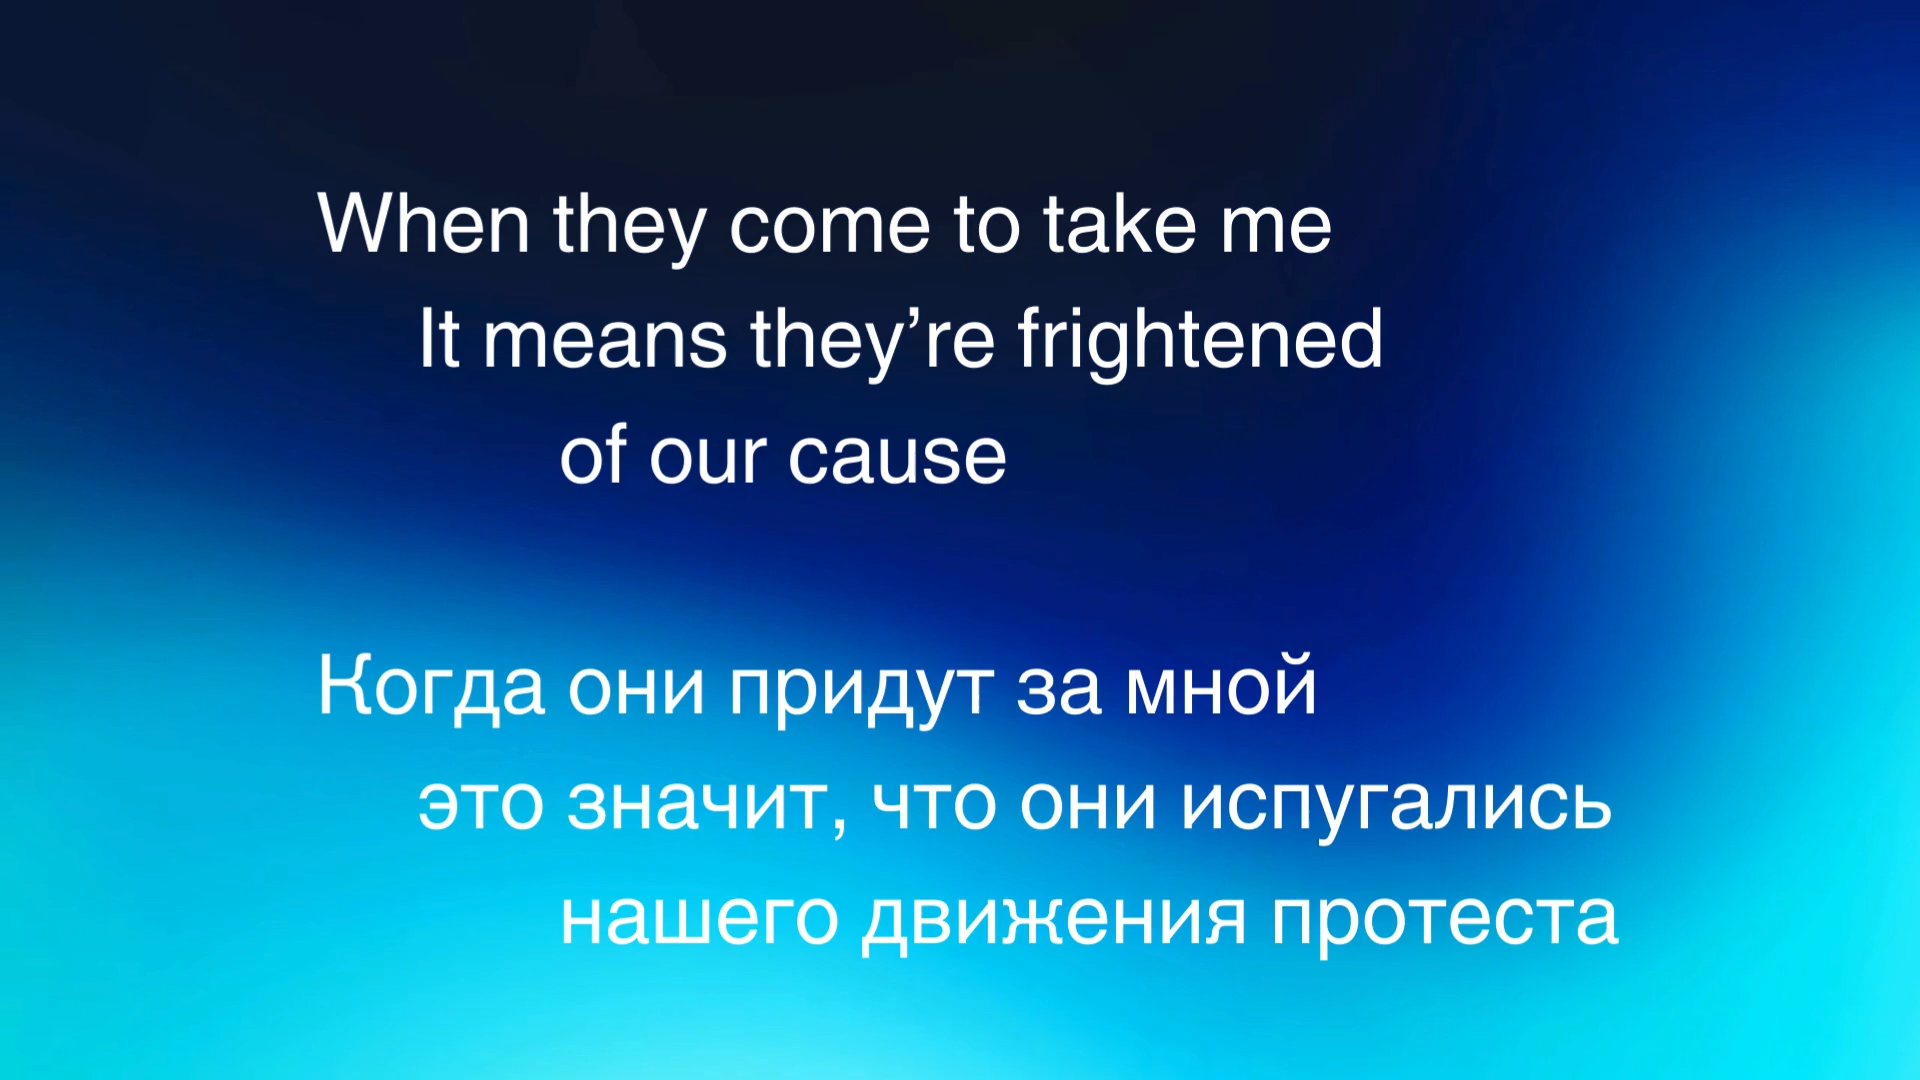 When they come to take me
It means they’re frightened
of our cause
Когда они придут за мной
это значит, что они испугались
нашего движения протеста